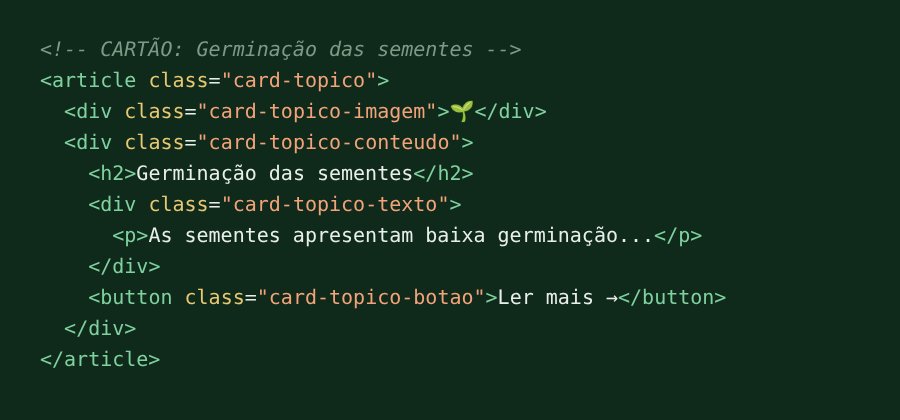 <!-- CARTÃO: Germinação das sementes -->
<article class="card-topico">
  <div class="card-topico-imagem">🌱</div>
  <div class="card-topico-conteudo">
    <h2>Germinação das sementes</h2>
    <div class="card-topico-texto">
      <p>As sementes apresentam baixa germinação...</p>
    </div>
    <button class="card-topico-botao">Ler mais →</button>
  </div>
</article>